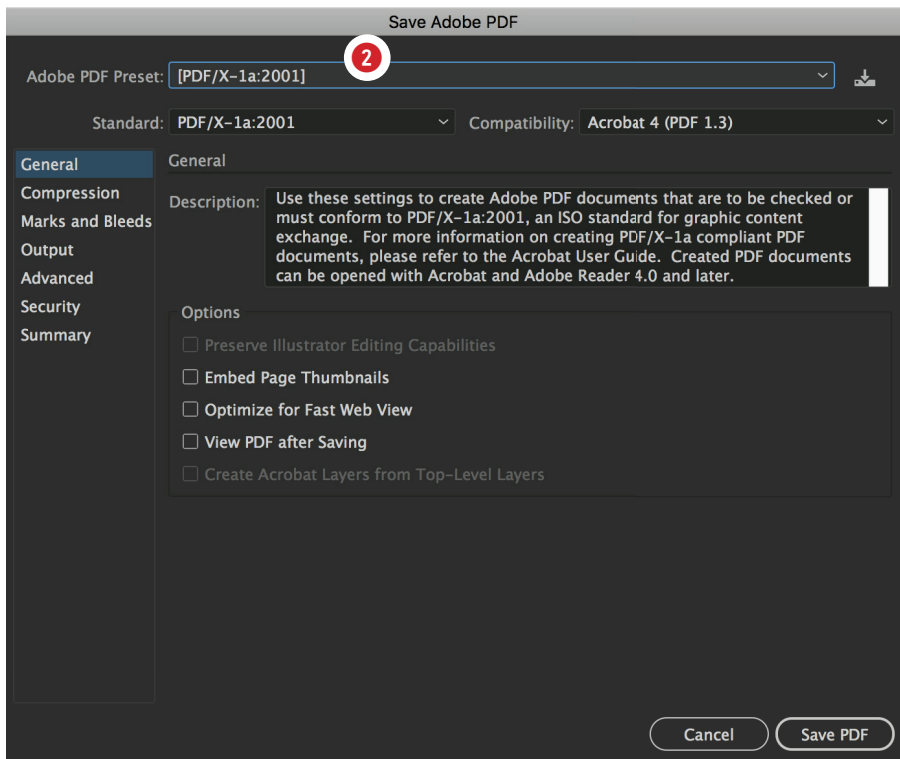 Save Adobe PDF
2
Adobe PDF Preset: [PDF/X-1a:2001]
Standard: PDF/X-1a:2001 Compatibility: Acrobat 4 (PDF 1.3)
General
Compression
Marks and Bleeds
Output
Advanced
Security
Summary
General
Description: Use these settings to create Adobe PDF documents that are to be checked or
must conform to PDF/X-1a:2001, an ISO standard for graphic content
exchange. For more information on creating PDF/X-1a compliant PDF
documents, please refer to the Acrobat User Guide. Created PDF documents
can be opened with Acrobat and Adobe Reader 4.0 and later.
Options
Preserve Illustrator Editing Capabilities
Embed Page Thumbnails
Optimize for Fast Web View
View PDF after Saving
Create Acrobat Layers from Top-Level Layers
Cancel Save PDF